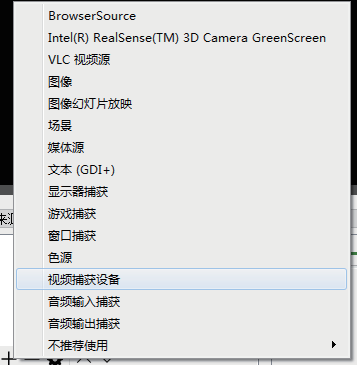 BrowserSource
Intel(R) RealSense(TM) 3D Camera GreenScreen
VLC 视频源
图像
图像幻灯片放映
场景
媒体源
文本 (GDI+)
显示器捕获
游戏捕获
窗口捕获
来源
色源
视频捕获设备
音频输入捕获
音频输出捕获
不推荐使用